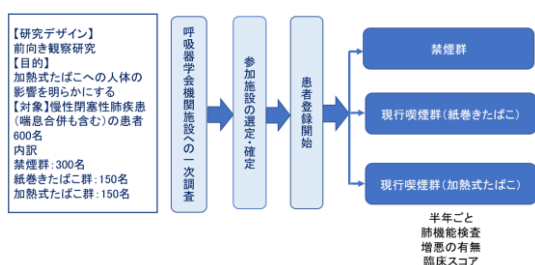 【研究デザイン】
前向き観察研究
【目的】
加熱式たばこへの人体の
影響を明らかにする
【対象】慢性閉塞性肺疾患
(喘息合併も含む)の患者
600名
内訳
禁煙群:300名
紙巻きたばこ群:150名
加熱式たばこ群:150名
呼吸器学会機関施設への一次調査
参加施設の選定・確定
患者登録開始
禁煙群
現行喫煙群(紙巻きたばこ)
現行喫煙群(加熱式たばこ)
半年ごと
肺機能検査
増悪の有無
臨床スコア